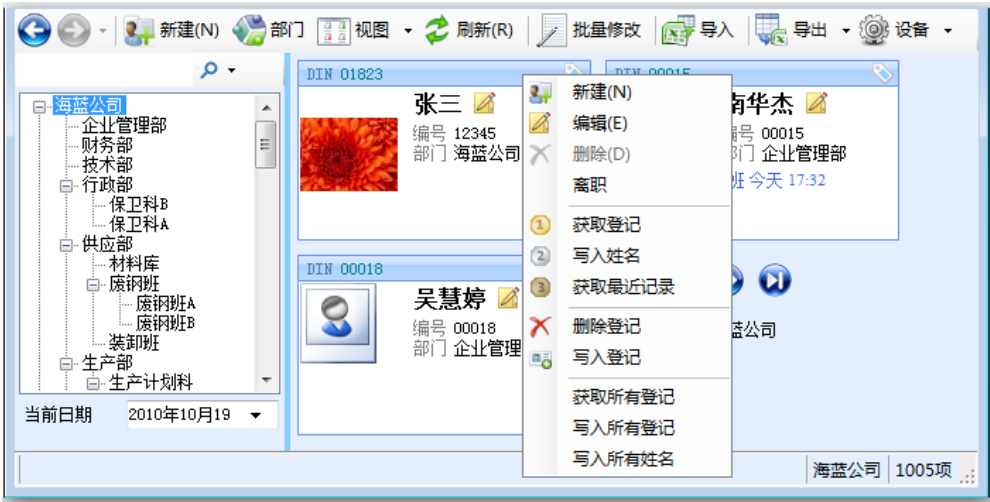 新建(N) 部门 视图 刷新(R) 批量修改 导入 导出 设备
海蓝公司
企业管理部
财务部
技术部
行政部
保卫科B
保卫科A
供应部
材料库
废钢班
废钢班A
废钢班B
装卸班
生产部
生产计划科
当前日期 2010年10月19
DIN 01823
张三
编号 12345
部门 海蓝公司
DIN 00015
南华杰
编号 00015
部门 企业管理部
班 今天 17:32
DIN 00018
吴慧婷
编号 00018
部门 企业管理
新建(N)
编辑(E)
删除(D)
离职
1 获取登记
2 写入姓名
3 获取最近记录
删除登记
写入登记
获取所有登记
写入所有登记
写入所有姓名
蓝公司
海蓝公司 1005项